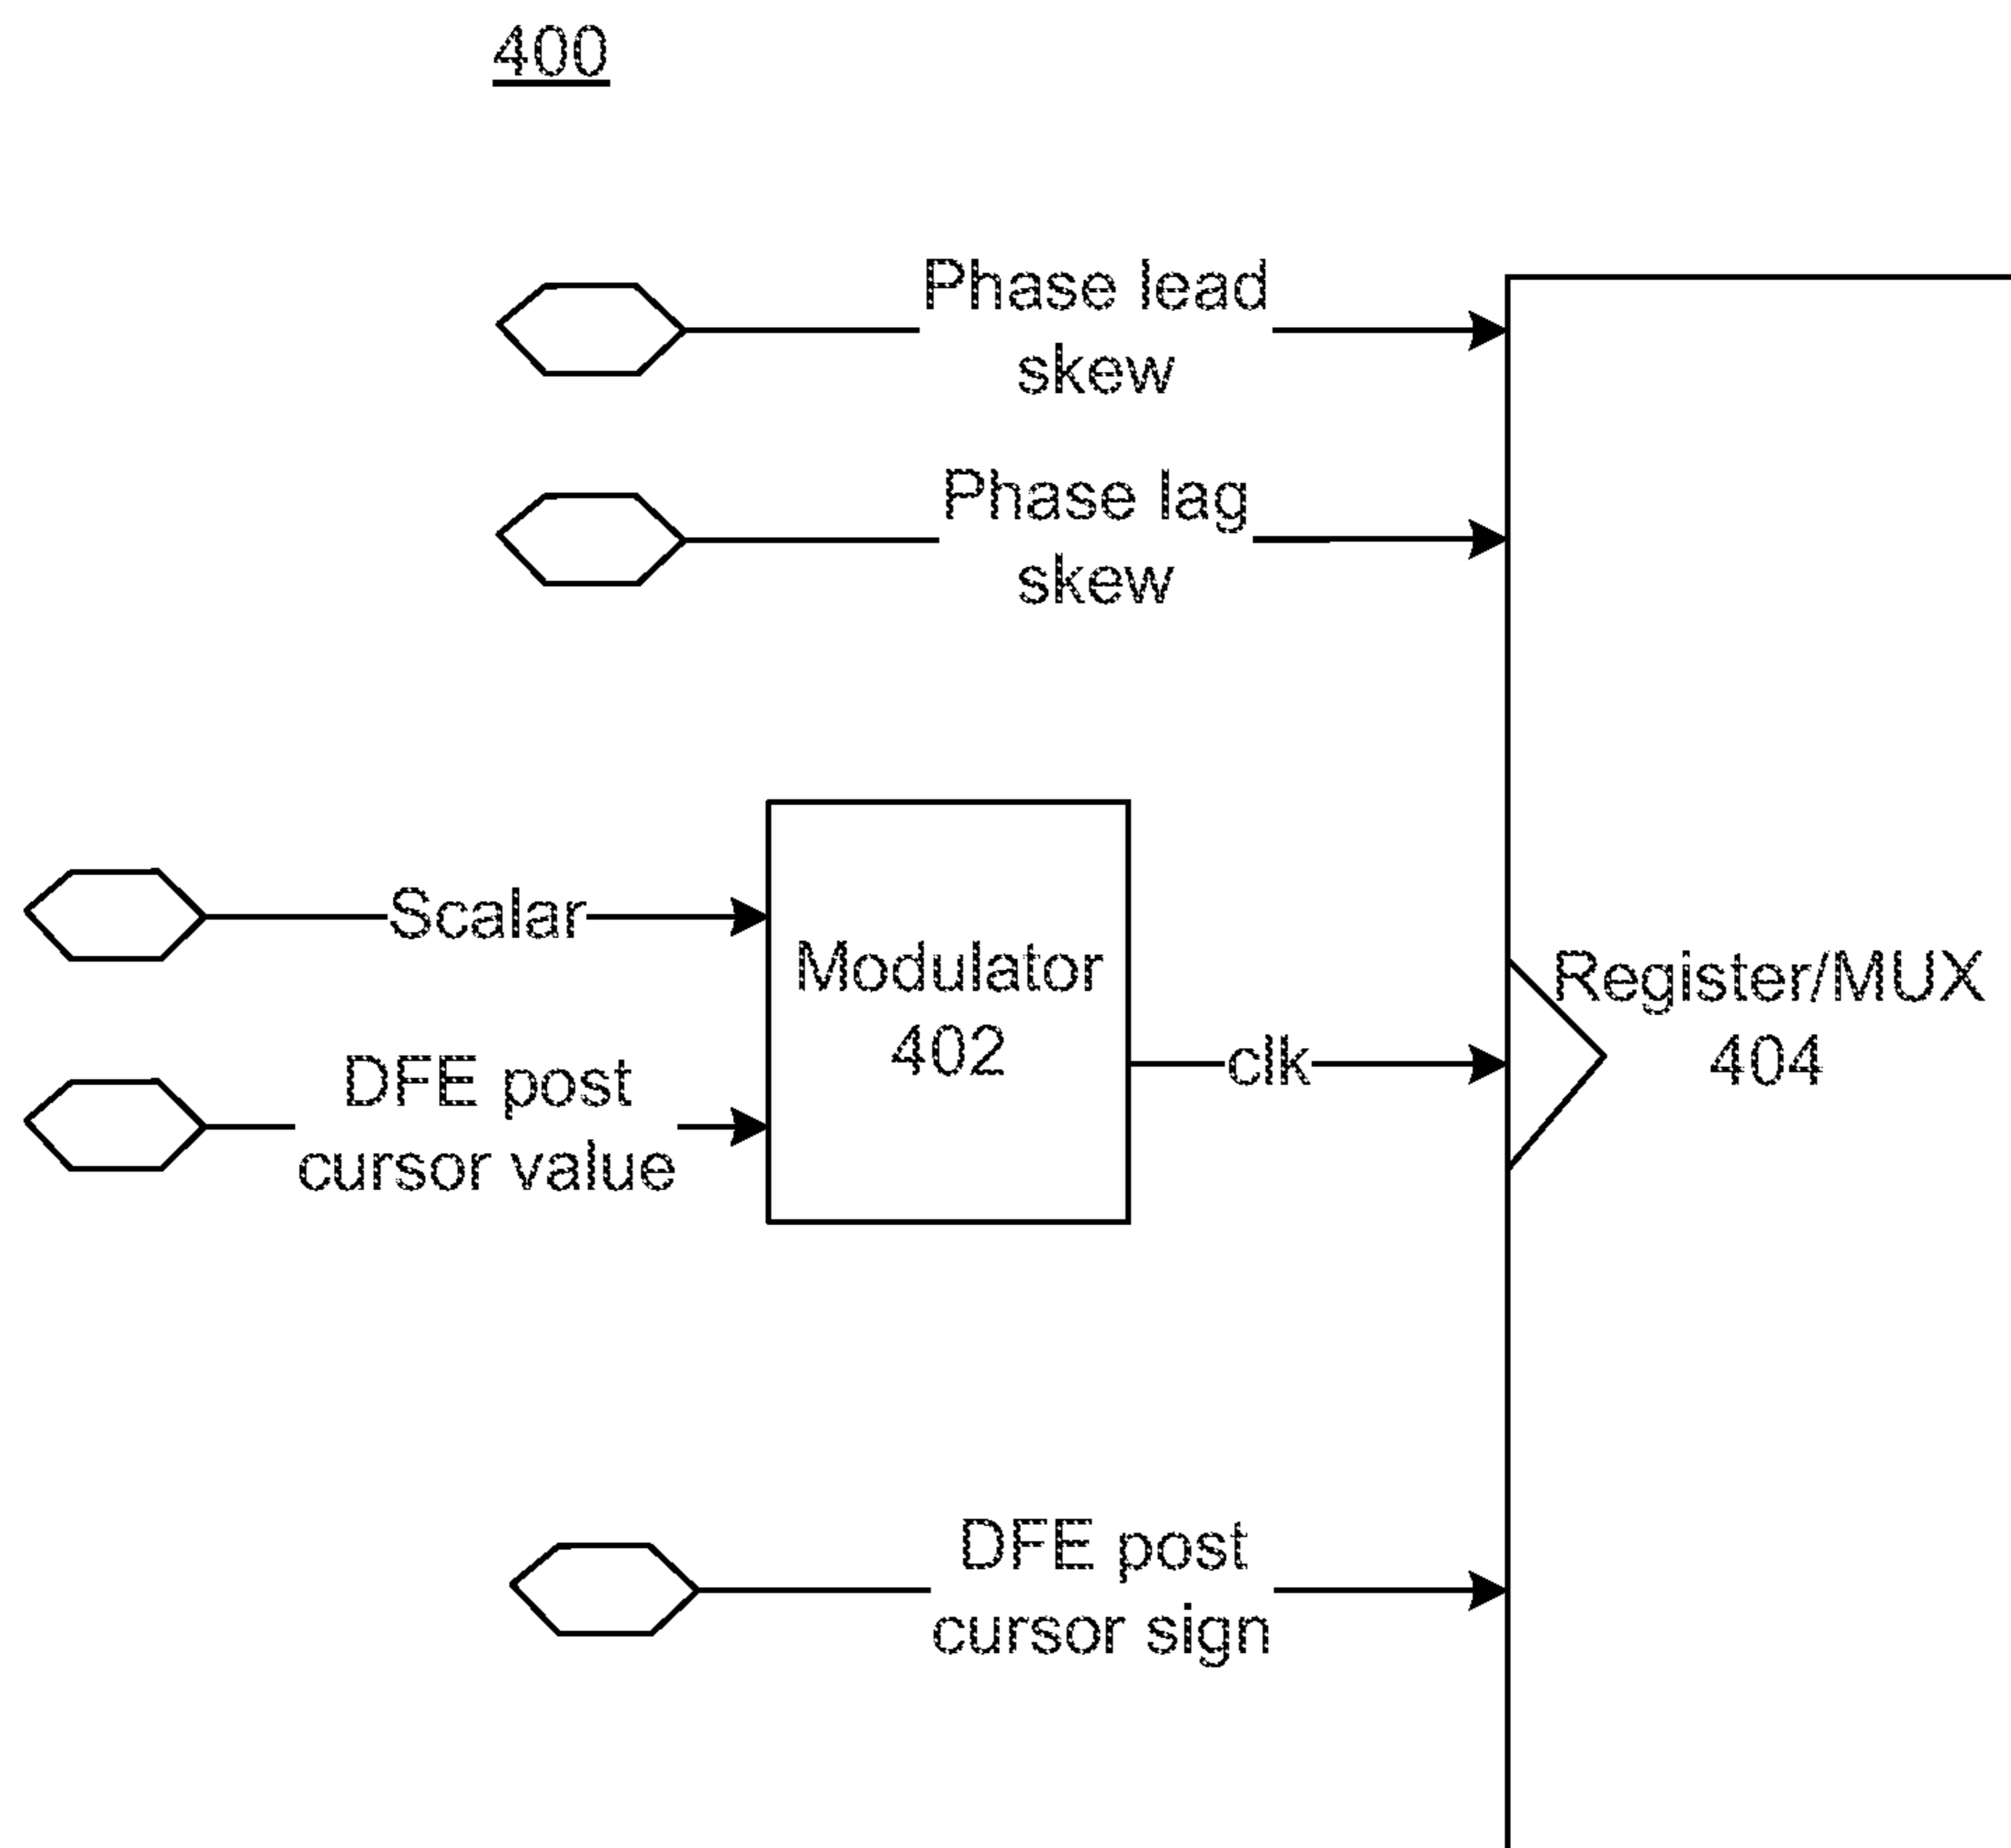 400
Phase lead
skew
Phase lag
skew
Scalar
DFE post
cursor value
Modulator
402
clk
Register/MUX
404
DFE post
cursor sign